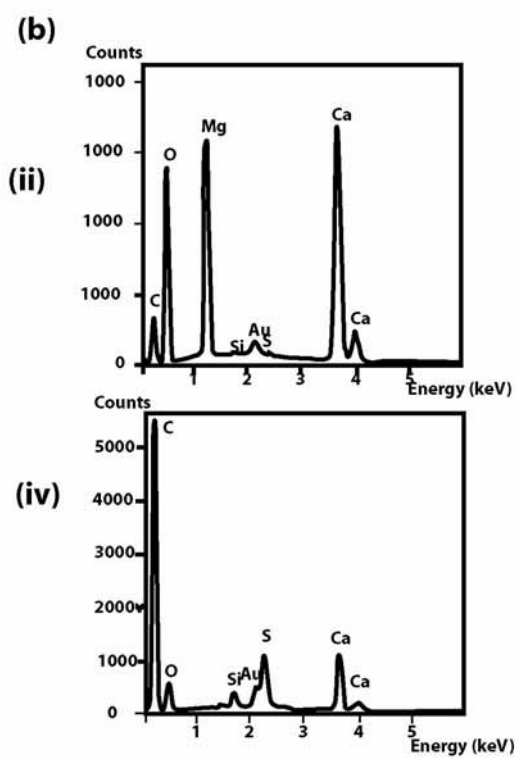 (b)
Counts
1000
Ca
Mg
1000
O
(ii)
1000
1000
C
Au
Ca
Si
S
0
1
2
3
4
5
Energy (keV)
Counts
C
5000
(iv)
4000
3000
2000
S
1000
Ca
O
Si
Au
Ca
0
1
2
3
4
5
Energy (keV)